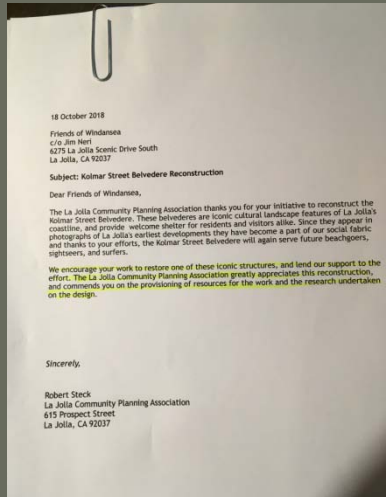 18 October 2018
Friends of Windansea
c/o Jim Neri
6275 La Jolla Scenic Drive South
La Jolla, CA 92037
Subject: Kolmar Street Belvedere Reconstruction
Dear Friends of Windansea,
The La Jolla Community Planning Association thanks you for your initiative to reconstruct the
Kolmar Street Belvedere. These belvederes are iconic cultural landscape features of La Jolla's
coastline, and provide welcome shelter for residents and visitors alike. Since they appear in
photographs of La Jolla's earliest developments they have become a part of our social fabric
and thanks to your efforts, the Kolmar Street Belvedere will again serve future beachgoers,
sightseers, and surfers.
We encourage your work to restore one of these iconic structures, and lend our support to the
effort. The La Jolla Community Planning Association greatly appreciates this reconstruction,
and commends you on the provisioning of resources for the work and the research undertaken
on the design.
Sincerely,
Robert Steck
La Jolla Community Planning Association
615 Prospect Street
La Jolla, CA 92037